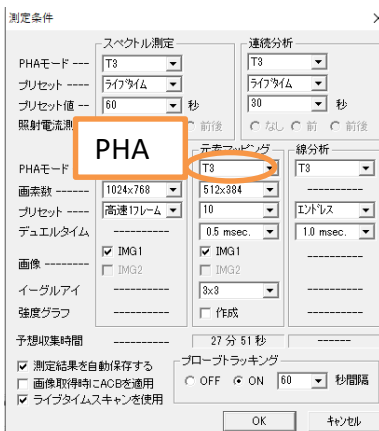 測定条件
スペクトル測定 連続分析
PHAモード --- T3 T3
プリセット ---- ライブタイム ライブタイム
プリセット値 -- 60 秒 30 秒
照射電流測 前後 なし 前 前後
PHA
元素マッピング 線分析
PHAモード T3 T3
画素数 ------ 1024x768 512x384 ----------
プリセット ---- 高速1フレーム 10 エンドレス
デュエルタイム ---------- 0.5 msec. 1.0 msec.
画像 -------- IMG1 IMG1 ----------
IMG2 IMG2
イーグルアイ ---------- 3x3 ----------
強度グラフ ---------- 作成 ----------
予想収集時間 ---------- 27 分 51 秒 ------
測定結果を自動保存する
画像取得時にACBを適用
ライブタイムスキャンを使用
プローブトラッキング
OFF ON 60 秒間隔
OK キャンセル